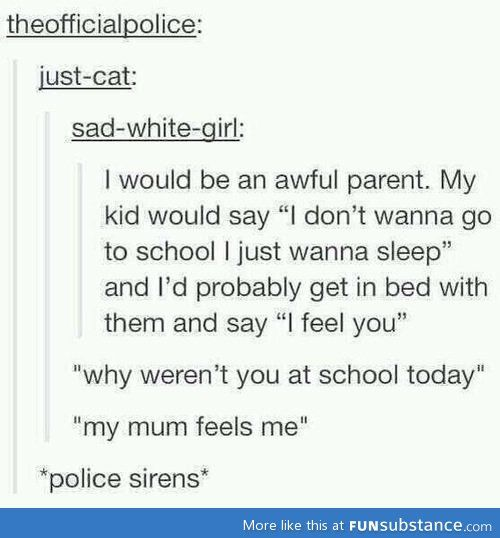 theofficialpolice:
just-cat:
sad-white-girl:
I would be an awful parent. My
kid would say “I don’t wanna go
to school I just wanna sleep”
and I’d probably get in bed with
them and say “I feel you”
"why weren’t you at school today"
"my mum feels me"
*police sirens*
More like this at FUNsubstance.com